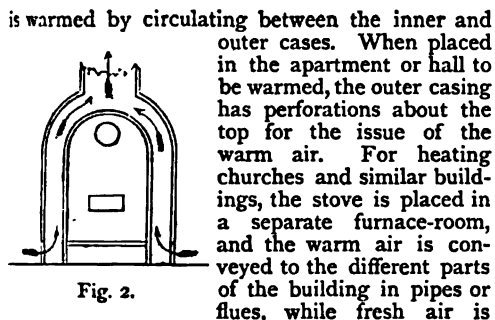 is warmed by circulating between the inner and
outer cases. When placed
in the apartment or hall to
be warmed, the outer casing
has perforations about the
top for the issue of the
warm air. For heating
churches and similar build-
ings, the stove is placed in
a separate furnace-room,
and the warm air is con-
veyed to the different parts
of the building in pipes or
flues, while fresh air is
Fig. 2.